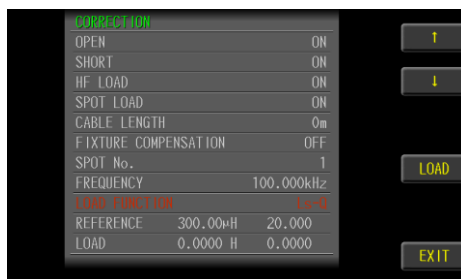 CORRECTION
OPEN ON
SHORT ON
HF LOAD ON
SPOT LOAD ON
CABLE LENGTH 0m
FIXTURE COMPENSATION OFF
SPOT No. 1
FREQUENCY 100.000kHz
LOAD FUNCTION
REFERENCE 300.00μH 20.000
LOAD 0.0000 H 0.0000
↑
↓
LOAD
EXIT